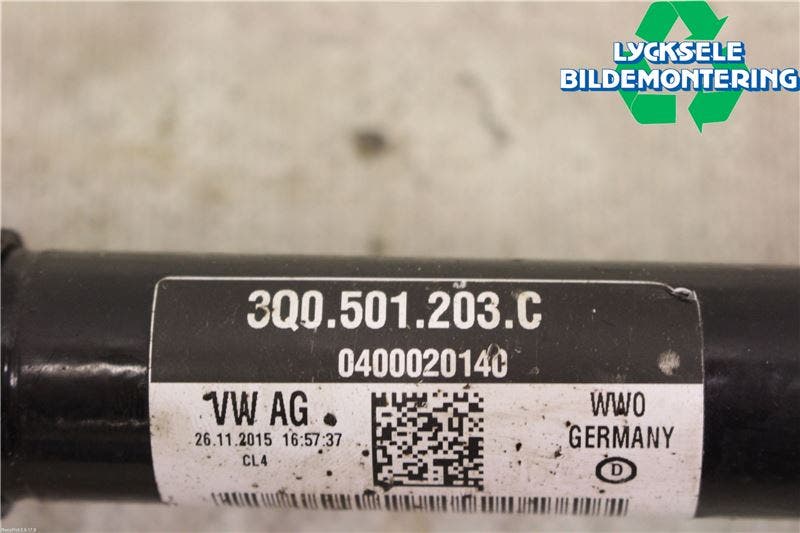 LYCKSELE
BILDEMONTERING
3Q0.501.203.C
0400020140
VW AG
26.11.2015 16:57:37
CL4
WWO
GERMANY
D